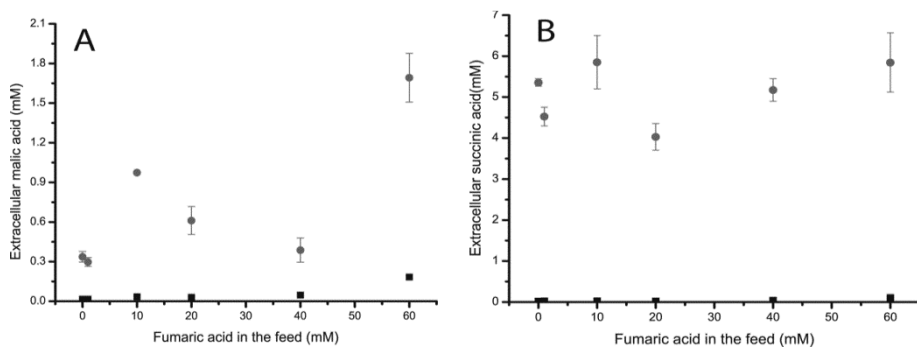 A
2.1
1.8
1.5
1.2
0.9
0.6
0.3
0.0
Extracellular malic acid (mM)
0 10 20 30 40 50 60
Fumaric acid in the feed (mM)
B
7
6
5
4
3
2
1
0
Extracellular succinic acid(mM)
0 10 20 30 40 50 60
Fumaric acid in the feed (mM)